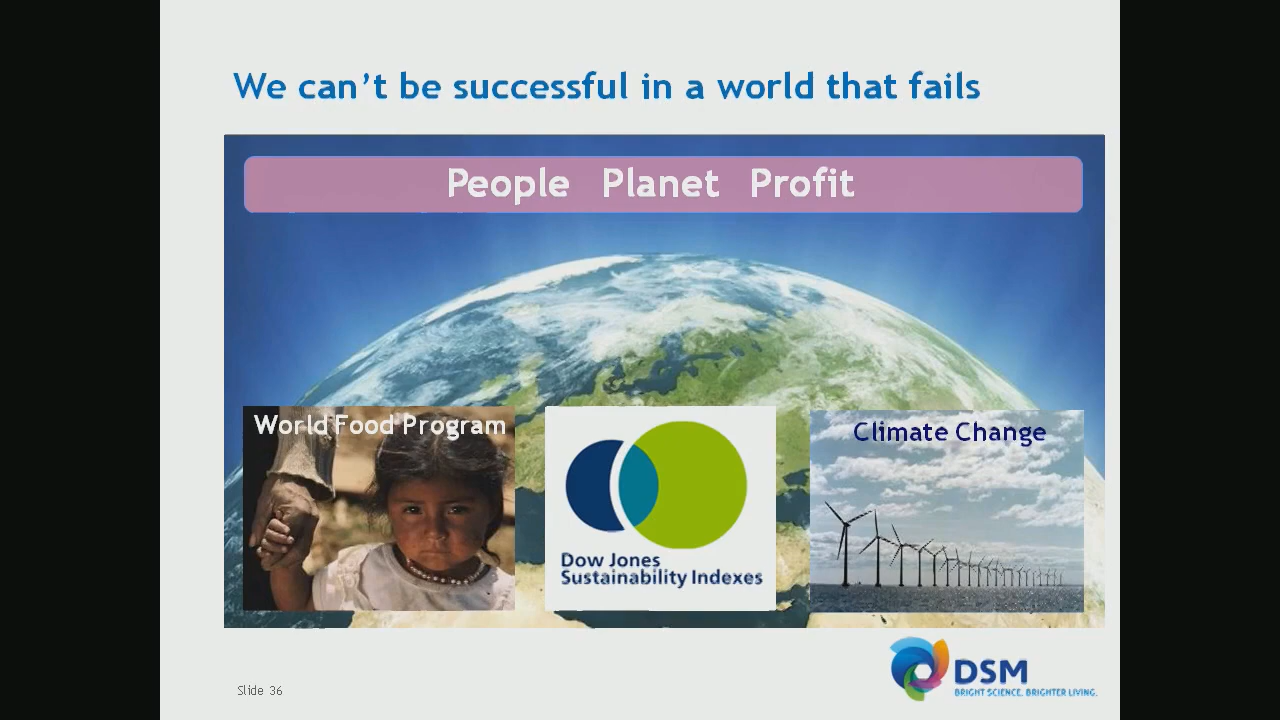 We can't be successful in a world that fails
People Planet Profit
World Food Program
Climate Change
Dow Jones
Sustainability Indexes
DSM
BRIGHT SCIENCE. BRIGHTER LIVING.
Slide 36